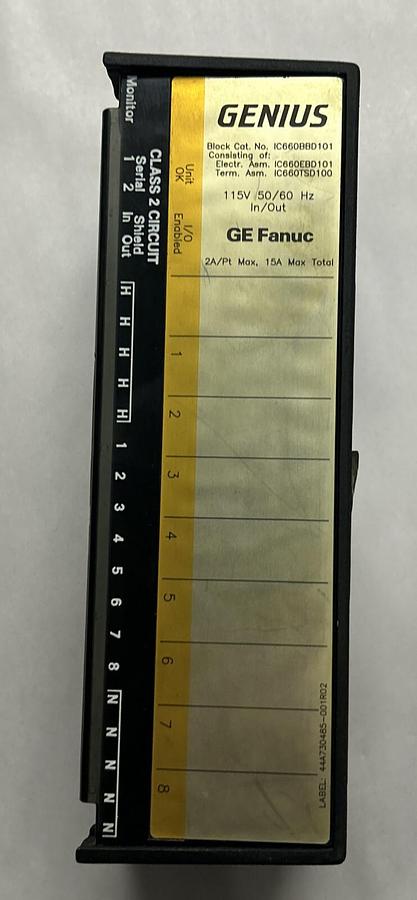 GENIUS
Block Cat. No. IC660BBD101
Consisting of:
Electr. Asm. IC660EBD101
Term. Asm. IC660TSD100
115V 50/60 Hz
In/Out
GE Fanuc
2A/Pt Max, 15A Max Total
Unit
OK
I/O
Enabled
1
2
3
4
5
6
7
8
LABEL: 44A730485-001R02
Monitor
CLASS 2 CIRCUIT
Serial Shield
1 2 In Out
H
H
H
H
H
1
2
3
4
5
6
7
8
N
N
N
N
N